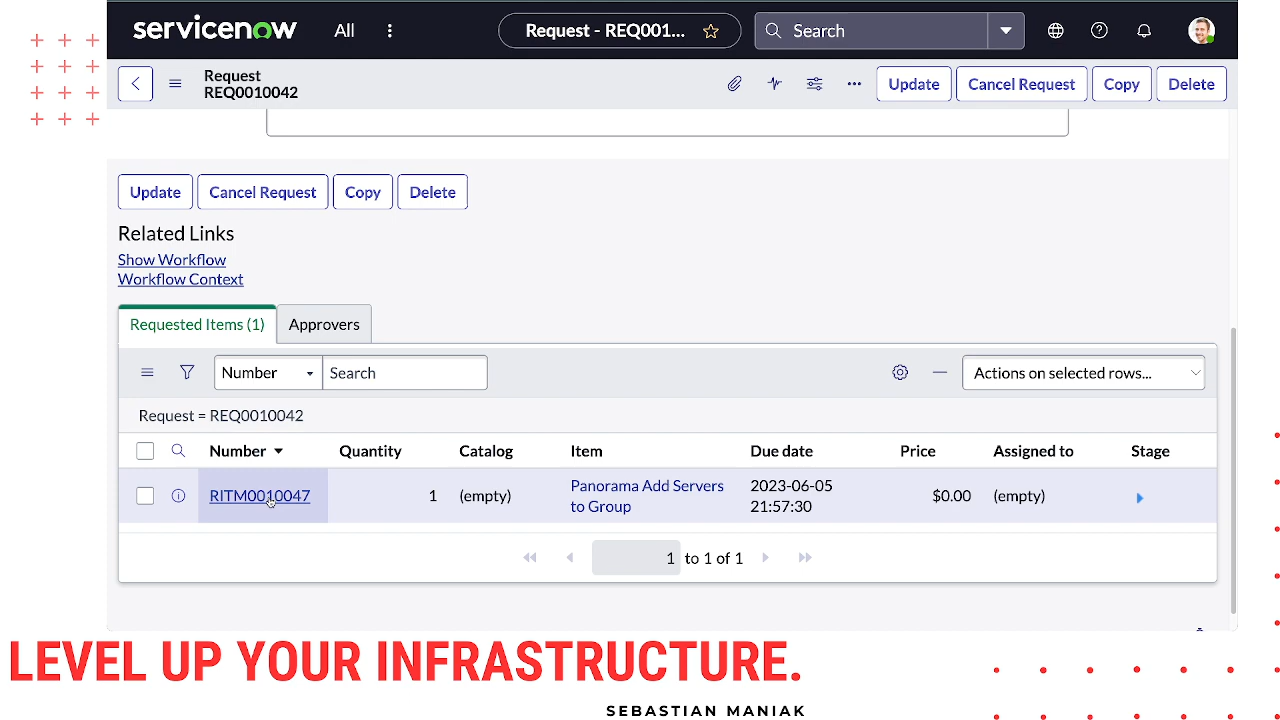 servicenow All Request - REQ001... Search
Request
REQ0010042
Update Cancel Request Copy Delete
Update Cancel Request Copy Delete
Related Links
Show Workflow
Workflow Context
Requested Items (1) Approvers
Number Search Actions on selected rows...
Request = REQ0010042
Number Quantity Catalog Item Due date Price Assigned to Stage
RITM0010047 1 (empty) Panorama Add Servers 2023-06-05 $0.00 (empty)
to Group 21:57:30
1 to 1 of 1
LEVEL UP YOUR INFRASTRUCTURE.
SEBASTIAN MANIAK